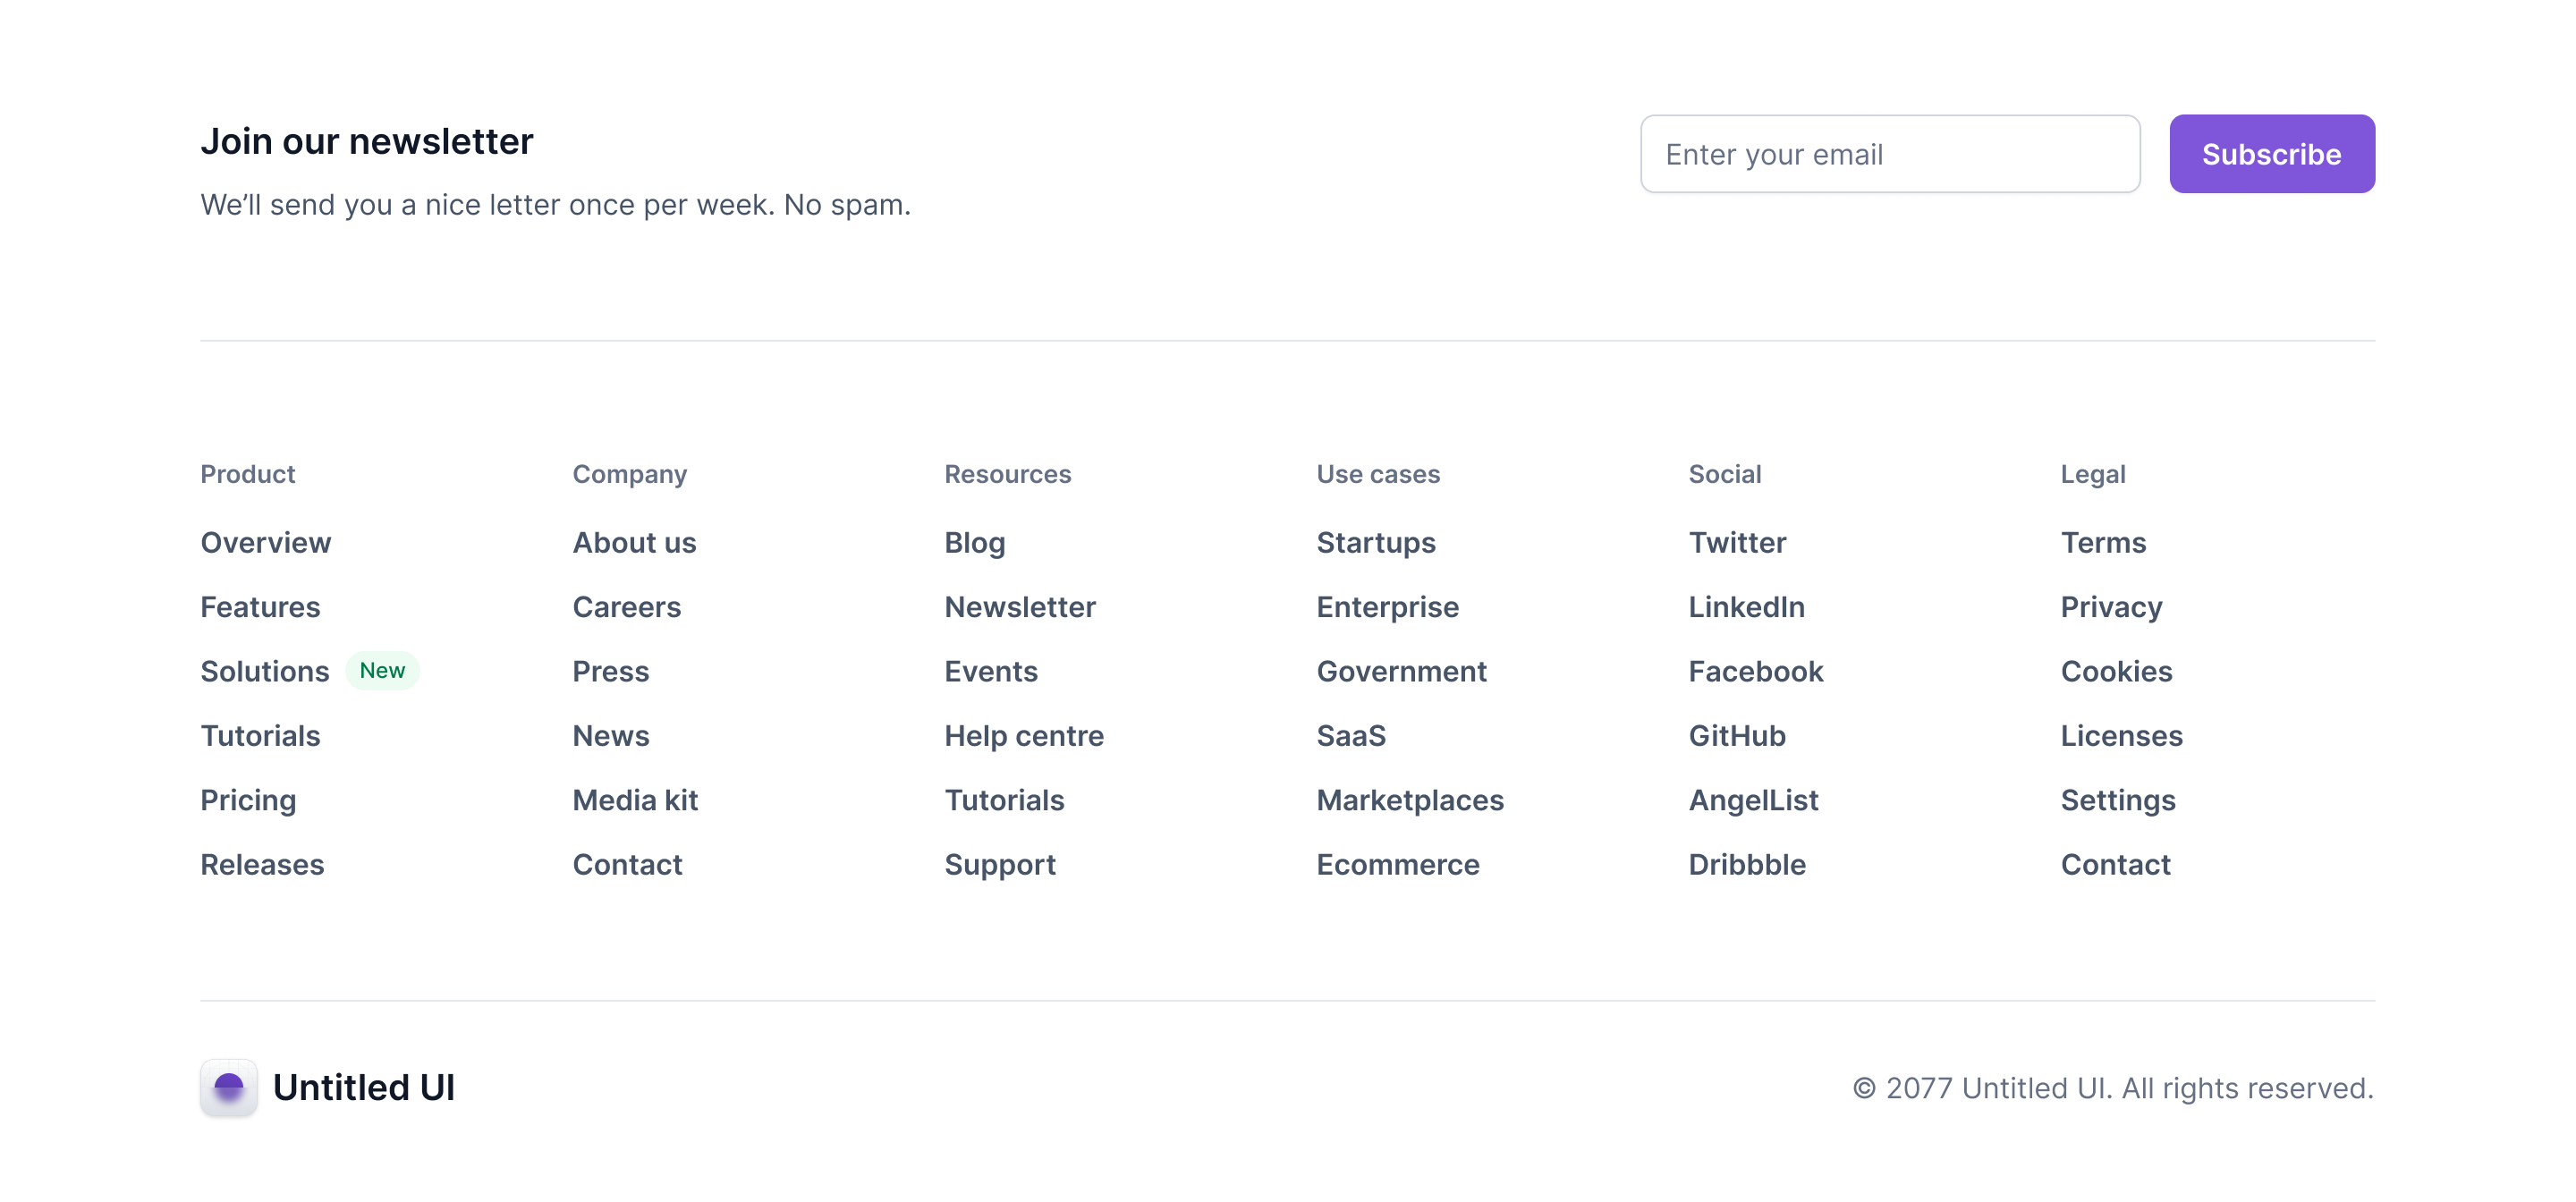 Join our newsletter
We’ll send you a nice letter once per week. No spam.
Enter your email
Subscribe
Product
Overview
Features
Solutions New
Tutorials
Pricing
Releases
Company
About us
Careers
Press
News
Media kit
Contact
Resources
Blog
Newsletter
Events
Help centre
Tutorials
Support
Use cases
Startups
Enterprise
Government
SaaS
Marketplaces
Ecommerce
Social
Twitter
LinkedIn
Facebook
GitHub
AngelList
Dribbble
Legal
Terms
Privacy
Cookies
Licenses
Settings
Contact
Untitled UI
© 2077 Untitled UI. All rights reserved.